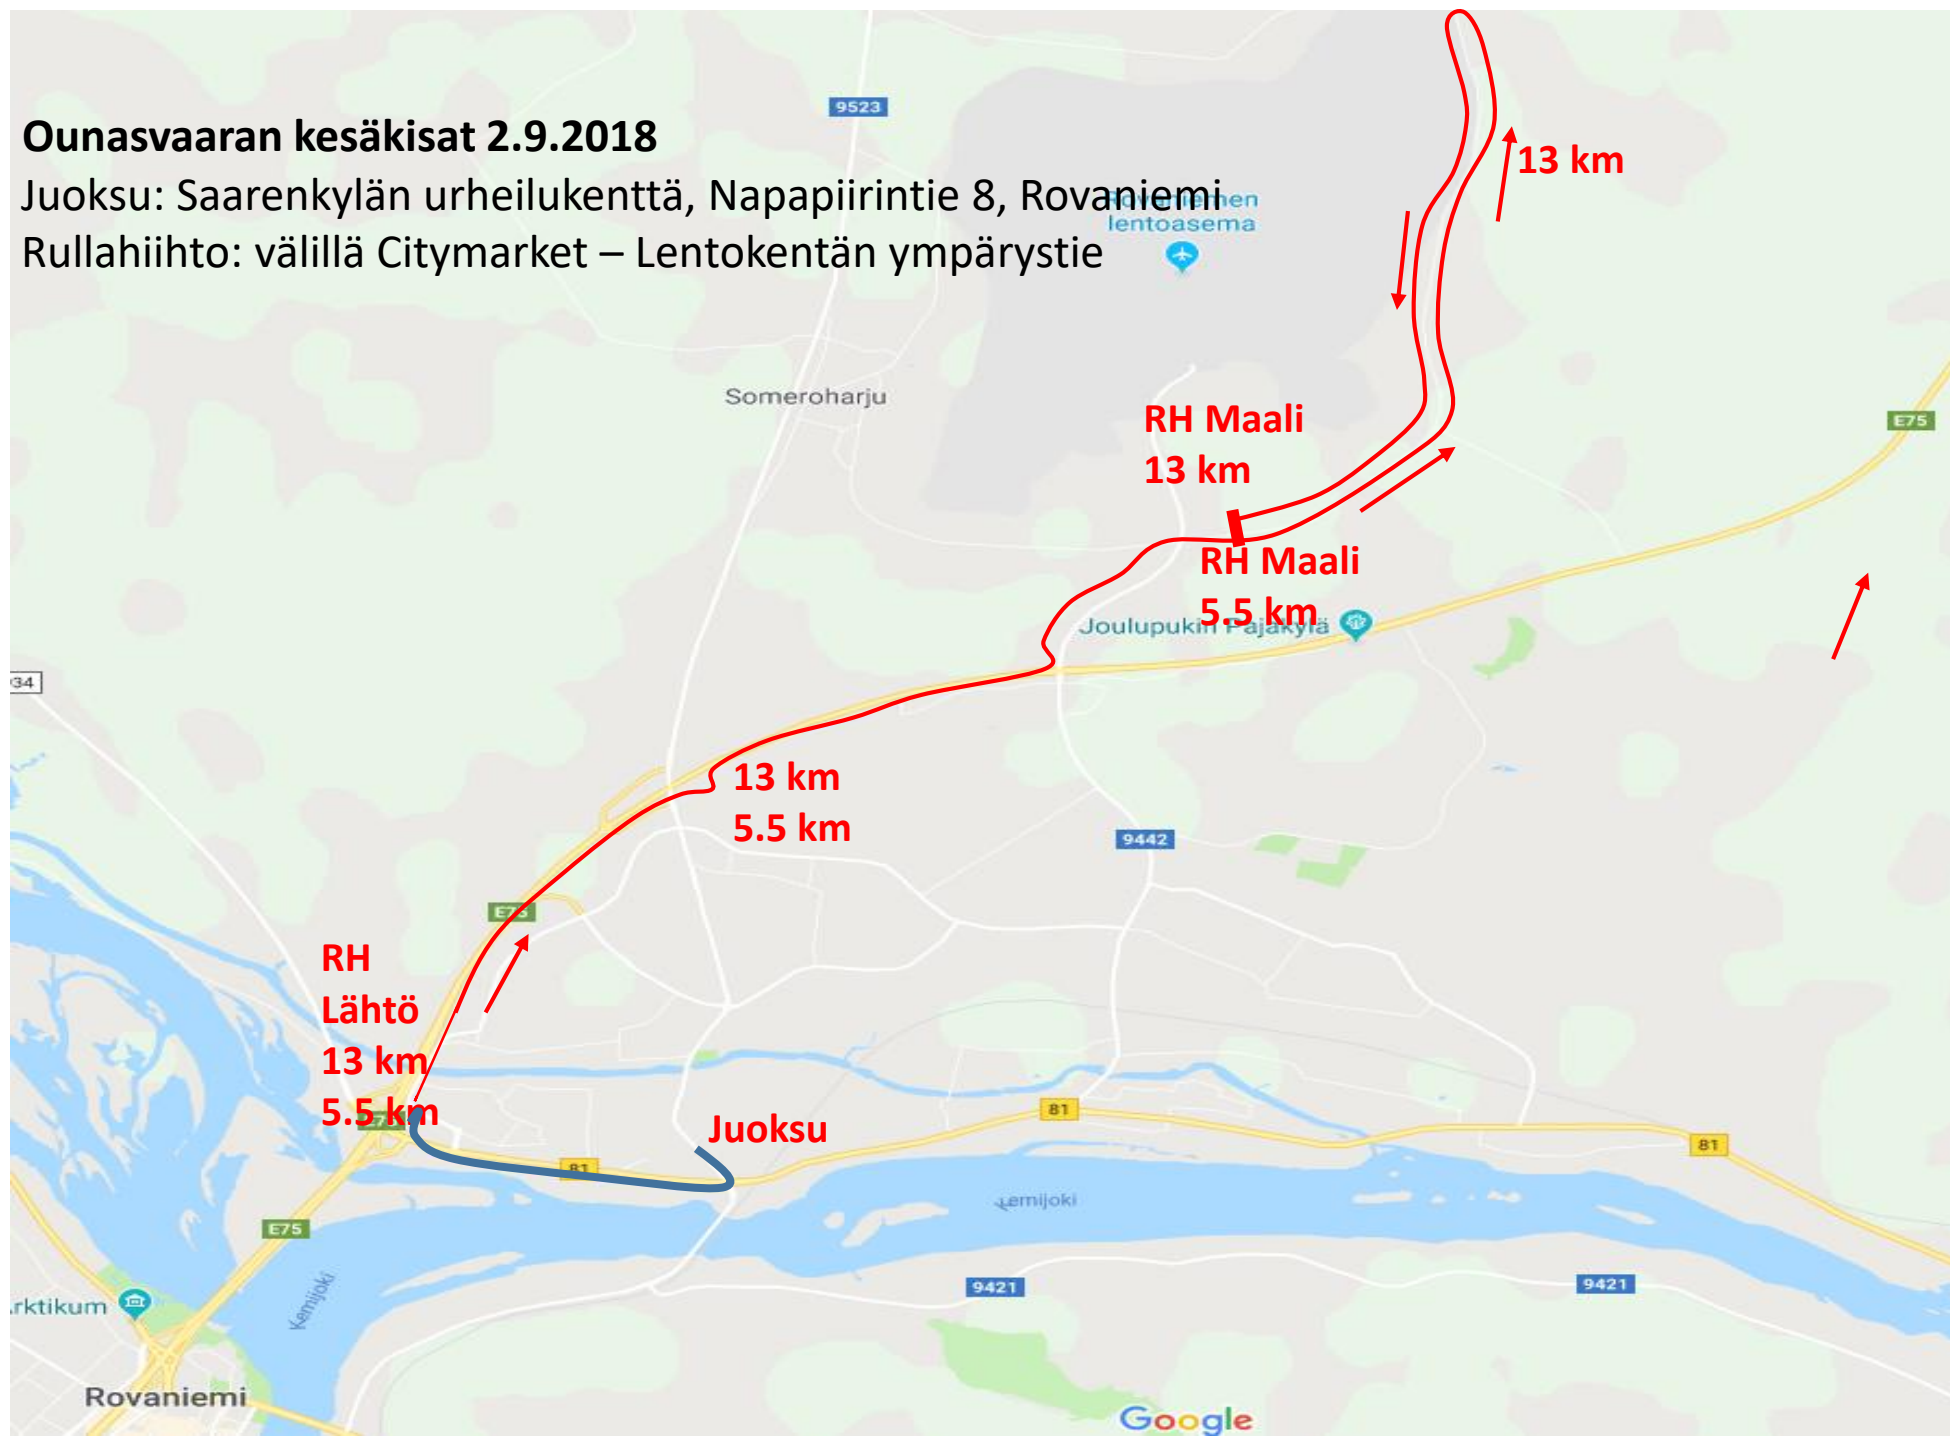 Ounasvaaran kesäkisat 2.9.2018
Juoksu: Saarenkylän urheilukenttä, Napapiirintie 8, Rovaniemi
Rullahiihto: välillä Citymarket – Lentokentän ympärystie
9523
Rovaniemen
lentoasema
13 km
Someroharju
RH Maali
13 km
E75
RH Maali
5.5 km
Joulupukin Pajakylä
34
13 km
5.5 km
9442
E75
RH
Lähtö
13 km
5.5 km
E75
Juoksu
81
81
81
Kemijoki
E75
9421
9421
Kemijoki
rktikum
Rovaniemi
Google